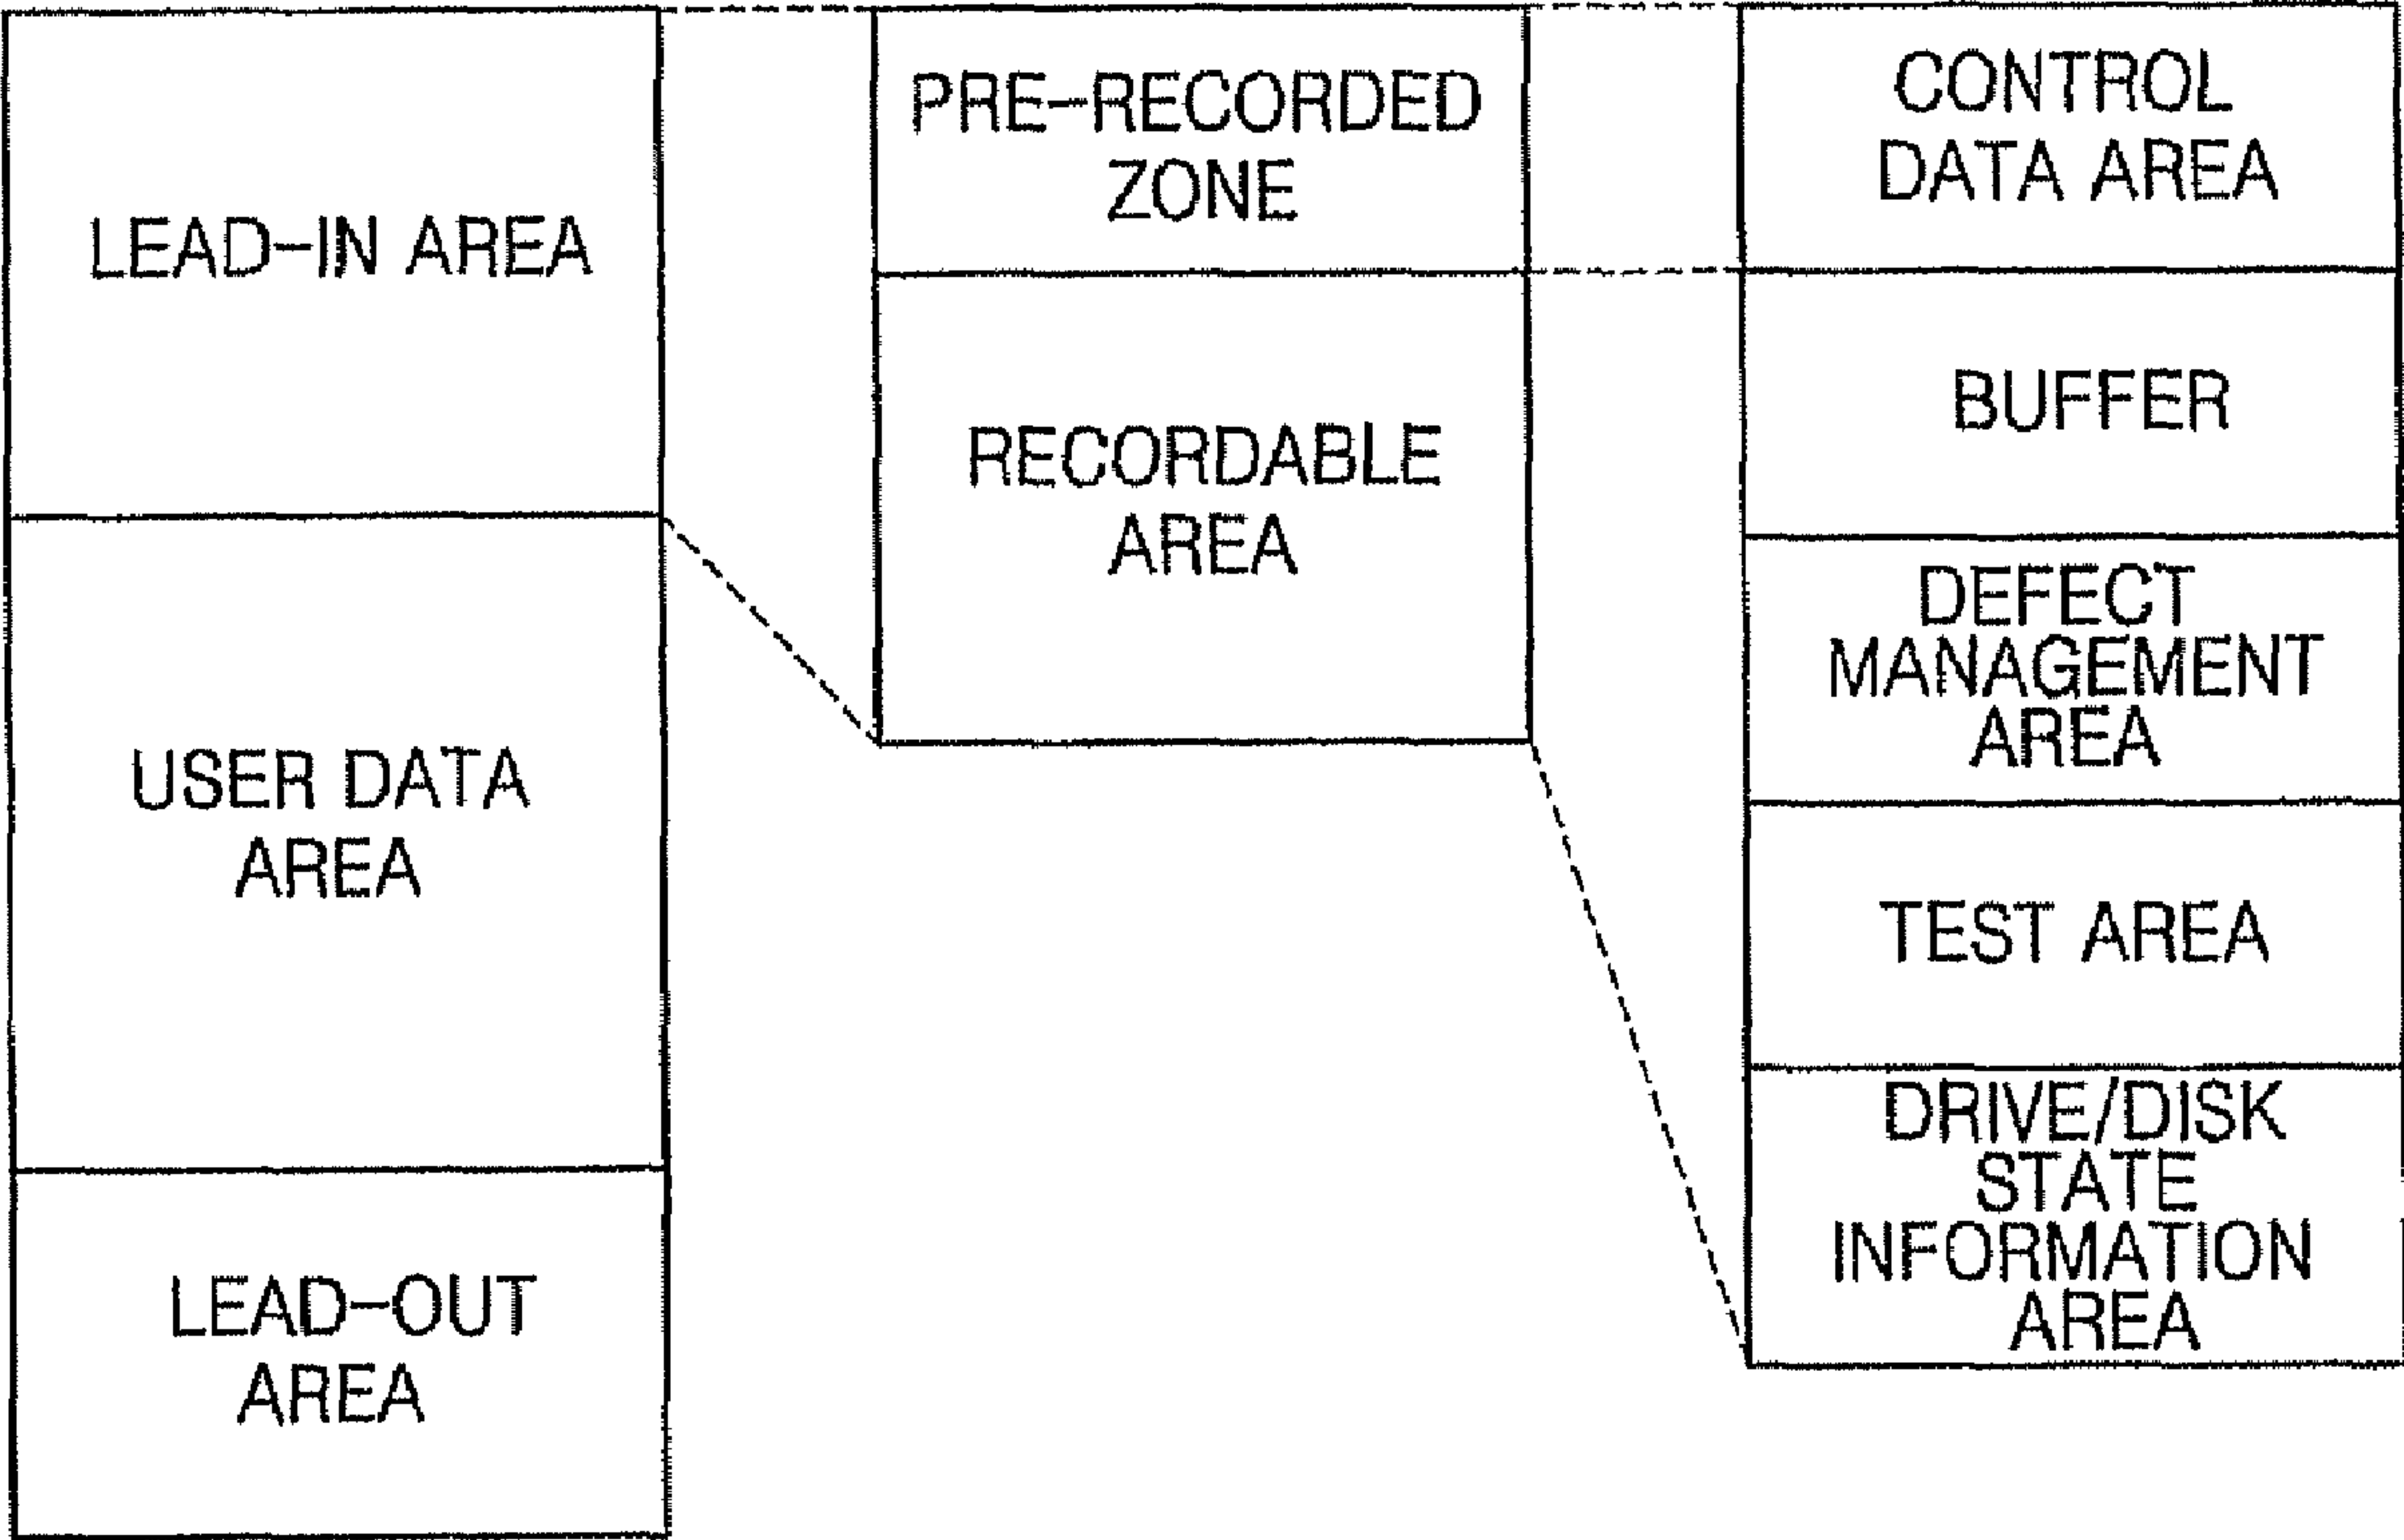 LEAD-IN AREA
USER DATA
AREA
LEAD-OUT
AREA
PRE-RECORDED
ZONE
RECORDABLE
AREA
CONTROL
DATA AREA
BUFFER
DEFECT
MANAGEMENT
AREA
TEST AREA
DRIVE/DISK
STATE
INFORMATION
AREA